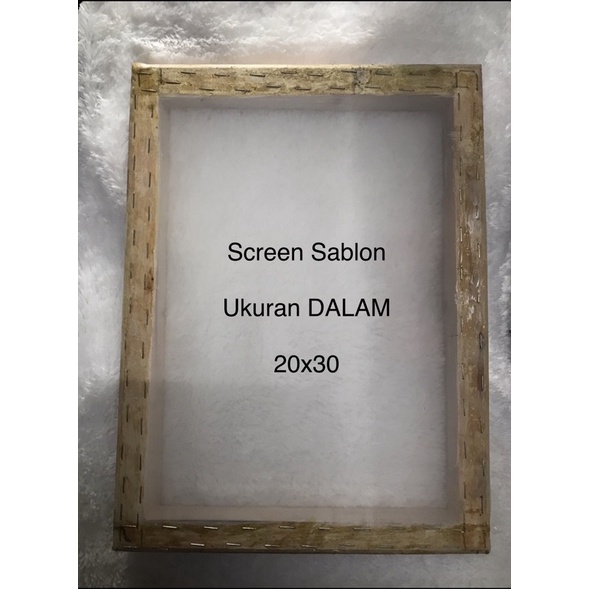 Screen Sablon
Ukuran DALAM
20x30